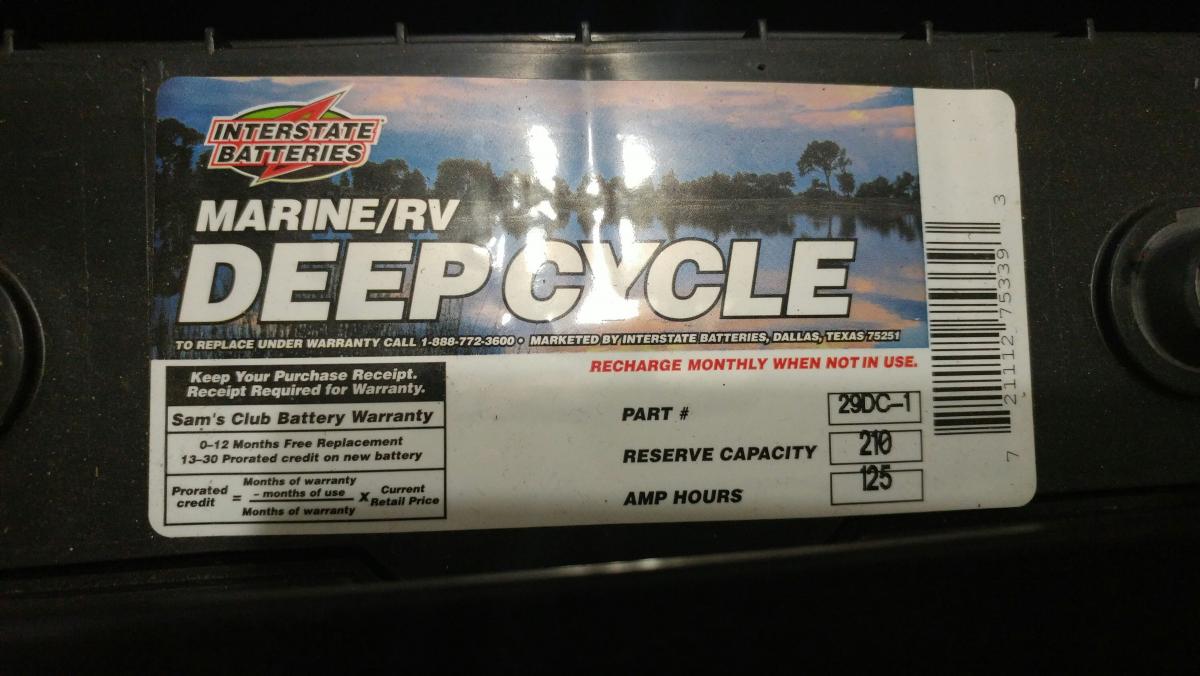 INTERSTATE
BATTERIES
MARINE/RV
DEEP CYCLE
TO REPLACE UNDER WARRANTY CALL 1-888-772-3600 • MARKETED BY INTERSTATE BATTERIES, DALLAS, TEXAS 75251
RECHARGE MONTHLY WHEN NOT IN USE.
Keep Your Purchase Receipt.
Receipt Required for Warranty.
Sam's Club Battery Warranty
0–12 Months Free Replacement
13–30 Prorated credit on new battery
Prorated credit = Months of warranty – months of use / Months of warranty X Current Retail Price
PART # 29DC-1
RESERVE CAPACITY 210
AMP HOURS 125
7 21112 75339 3